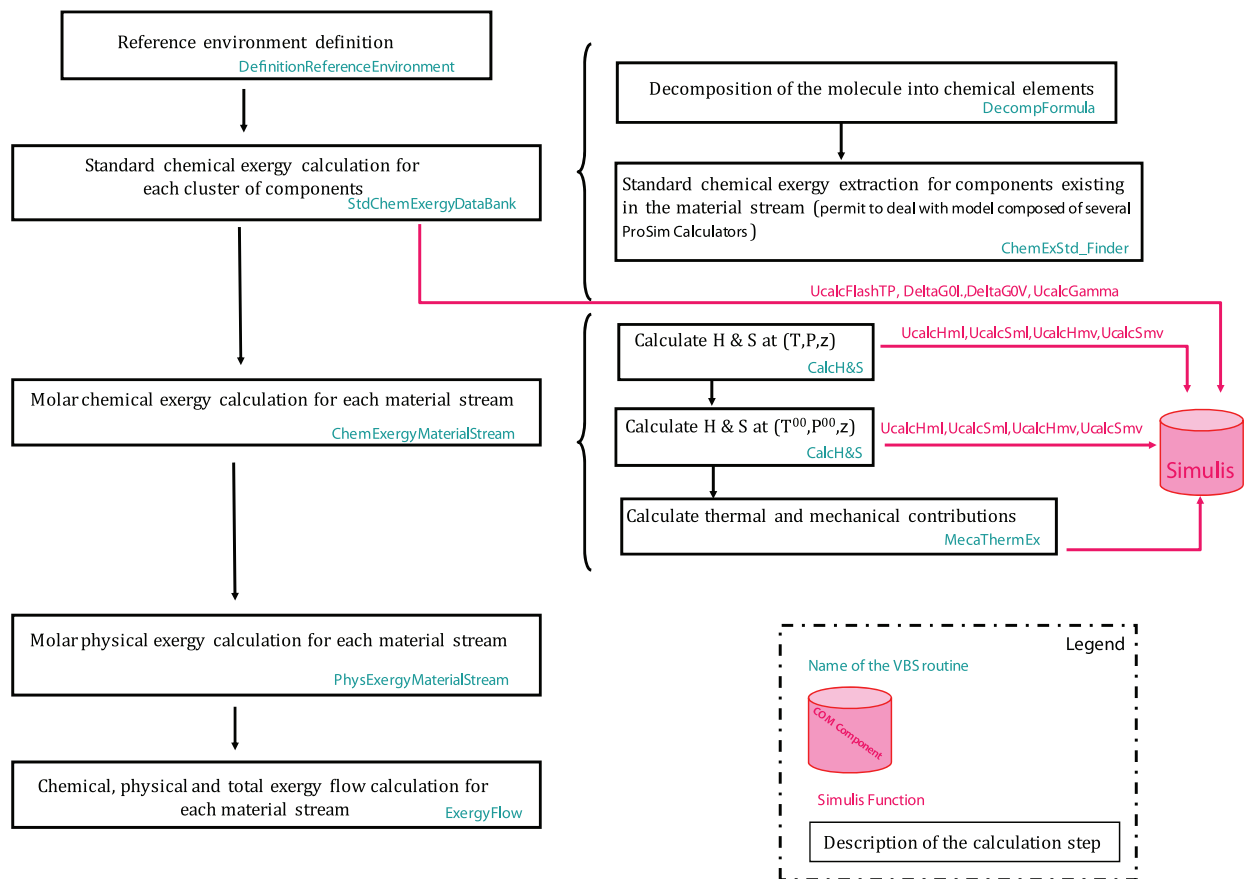 Reference environment definition
DefinitionReferenceEnvironment
Standard chemical exergy calculation for
each cluster of components
StdChemExergyDataBank
Molar chemical exergy calculation for each material stream
ChemExergyMaterialStream
Molar physical exergy calculation for each material stream
PhysExergyMaterialStream
Chemical, physical and total exergy flow calculation for
each material stream
ExergyFlow
Decomposition of the molecule into chemical elements
DecompFormula
Standard chemical exergy extraction for components existing
in the material stream (permit to deal with model composed of several
ProSim Calculators)
ChemExStd_Finder
UcalcFlashTP, DeltaG0l.,DeltaG0V, UcalcGamma
Calculate H & S at (T,P,z)
CalcH&S
UcalcHml,UcalcSml,UcalcHmv,UcalcSmv
Calculate H & S at (T⁰⁰,P⁰⁰,z)
CalcH&S
UcalcHml,UcalcSml,UcalcHmv,UcalcSmv
Calculate thermal and mechanical contributions
MecaThermEx
Simulis
Legend
Name of the VBS routine
COM Component
Simulis Function
Description of the calculation step